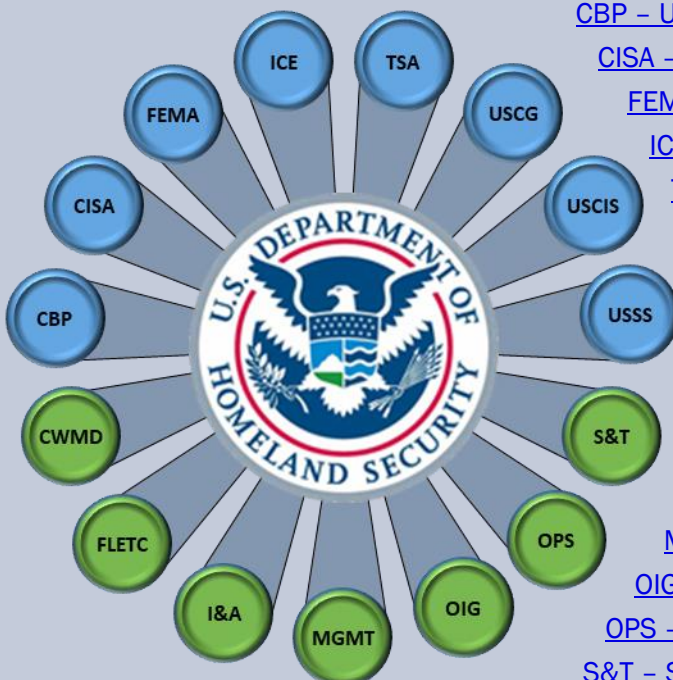 ICE
TSA
FEMA
USCG
CISA
USCIS
CBP
USSS
CWMD
S&T
FLETC
OPS
I&A
OIG
MGMT
U.S. DEPARTMENT OF
HOMELAND SECURITY
CBP – U
CISA –
FEM
IC
OIG
OPS –
S&T – S